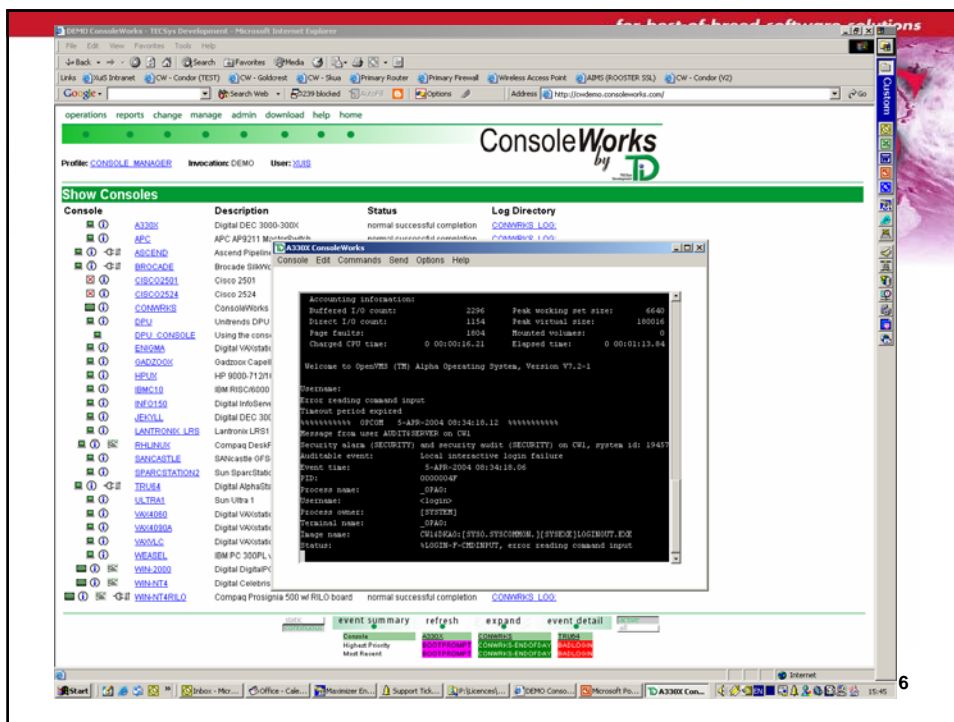 for best of breed software solutions
DEMO ConsoleWorks - TECSys Development - Microsoft Internet Explorer
File Edit View Favorites Tools Help
Back Search Favorites Media
Links XuiS Intranet CW - Condor (TEST) CW - Goldcrest CW - Skua Primary Router Primary Firewall Wireless Access Point AIMS (ROOSTER SSL) CW - Condor (V2)
Google Search Web 239 blocked AutoFill Options Address http://cwdemo.consoleworks.com/ Go
Custom
operations reports change manage admin download help home
ConsoleWorks
by TD
Profile: CONSOLE_MANAGER Invocation: DEMO User: XUIS
Show Consoles
Console Description Status Log Directory
A330X Digital DEC 3000-300X normal successful completion CONWRKS_LOG:
APC APC AP9211 MasterSwitch normal successful completion CONWRKS_LOG:
ASCEND Ascend Pipeline
BROCADE Brocade
CISCO2501 Cisco 2501
CISCO2524 Cisco 2524
CONWRKS ConsoleWorks
DPU Unitrends DPU
DPU_CONSOLE Using the
ENIGMA Digital
GADZOOX Gadzoox
HPUX HP 9000-712/
IBMC10 IBM RISC/6000
INFO150 Digital
JEKYLL Digital DEC
LANTRONIX_LRS Lantronix LRS1
RHLINUX Compaq
SANCASTLE SANcastle
SPARCSTATION2 Sun
TRU64 Digital
ULTRA1 Sun Ultra 1
VAX4060 Digital
VAX4090A Digital
VAXVLC Digital
WEASEL IBM PC 300PL
WIN-2000 Digital
WIN-NT4 Digital Celebris
WIN-NT4RILO Compaq Prosignia 500 w/ RILO board normal successful completion CONWRKS_LOG:
A330X ConsoleWorks
Console Edit Commands Send Options Help
Accounting information:
Buffered I/O count: 2296 Peak working set size: 6640
Direct I/O count: 1154 Peak virtual size: 180016
Page faults: 1804 Mounted volumes: 0
Charged CPU time: 0 00:00:16.21 Elapsed time: 0 00:01:13.84
Welcome to OpenVMS (TM) Alpha Operating System, Version V7.2-1
Username:
Error reading command input
Timeout period expired
%%%%%%%%%%% OPCOM 5-APR-2004 08:34:18.12 %%%%%%%%%%%
Message from user AUDIT$SERVER on CW1
Security alarm (SECURITY) and security audit (SECURITY) on CW1, system id: 19457
Auditable event: Local interactive login failure
Event time: 5-APR-2004 08:34:18.06
PID: 0000004F
Process name: _OPA0:
Username: <login>
Process owner: [SYSTEM]
Terminal name: _OPA0:
Image name: CW1$DKA0:[SYS0.SYSCOMMON.][SYSEXE]LOGINOUT.EXE
Status: %LOGIN-F-CMDINPUT, error reading command input
static event summary refresh expand event detail active
continuous all
Console A330X CONWRKS TRU64
Highest Priority BOOTPROMPT CONWRKS-ENDOFDAY BADLOGIN
Most Recent BOOTPROMPT CONWRKS-ENDOFDAY BADLOGIN
Internet
Start Inbox - Micr... Office - Cale... Maximizer En... Support Tick... P:\Licences\... DEMO Conso... Microsoft Po... A330X Con... EN 15:45
6